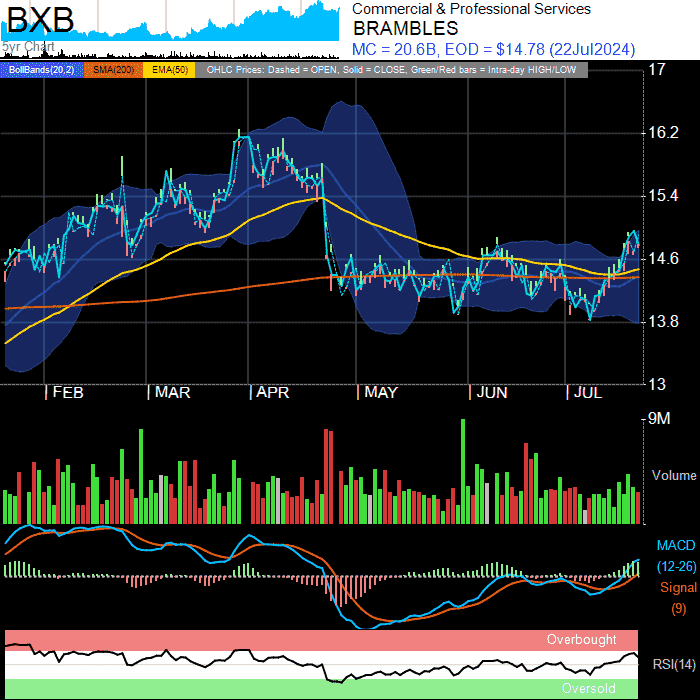 BXB
5yr Chart
Commercial & Professional Services
BRAMBLES
MC = 20.6B, EOD = $14.78 (22Jul2024)
BollBands(20,2) SMA(200) EMA(50) OHLC Prices: Dashed = OPEN, Solid = CLOSE, Green/Red bars = Intra-day HIGH/LOW
17
16.2
15.4
14.6
13.8
13
FEB MAR APR MAY JUN JUL
9M
Volume
MACD
(12-26)
Signal
(9)
Overbought
RSI(14)
Oversold